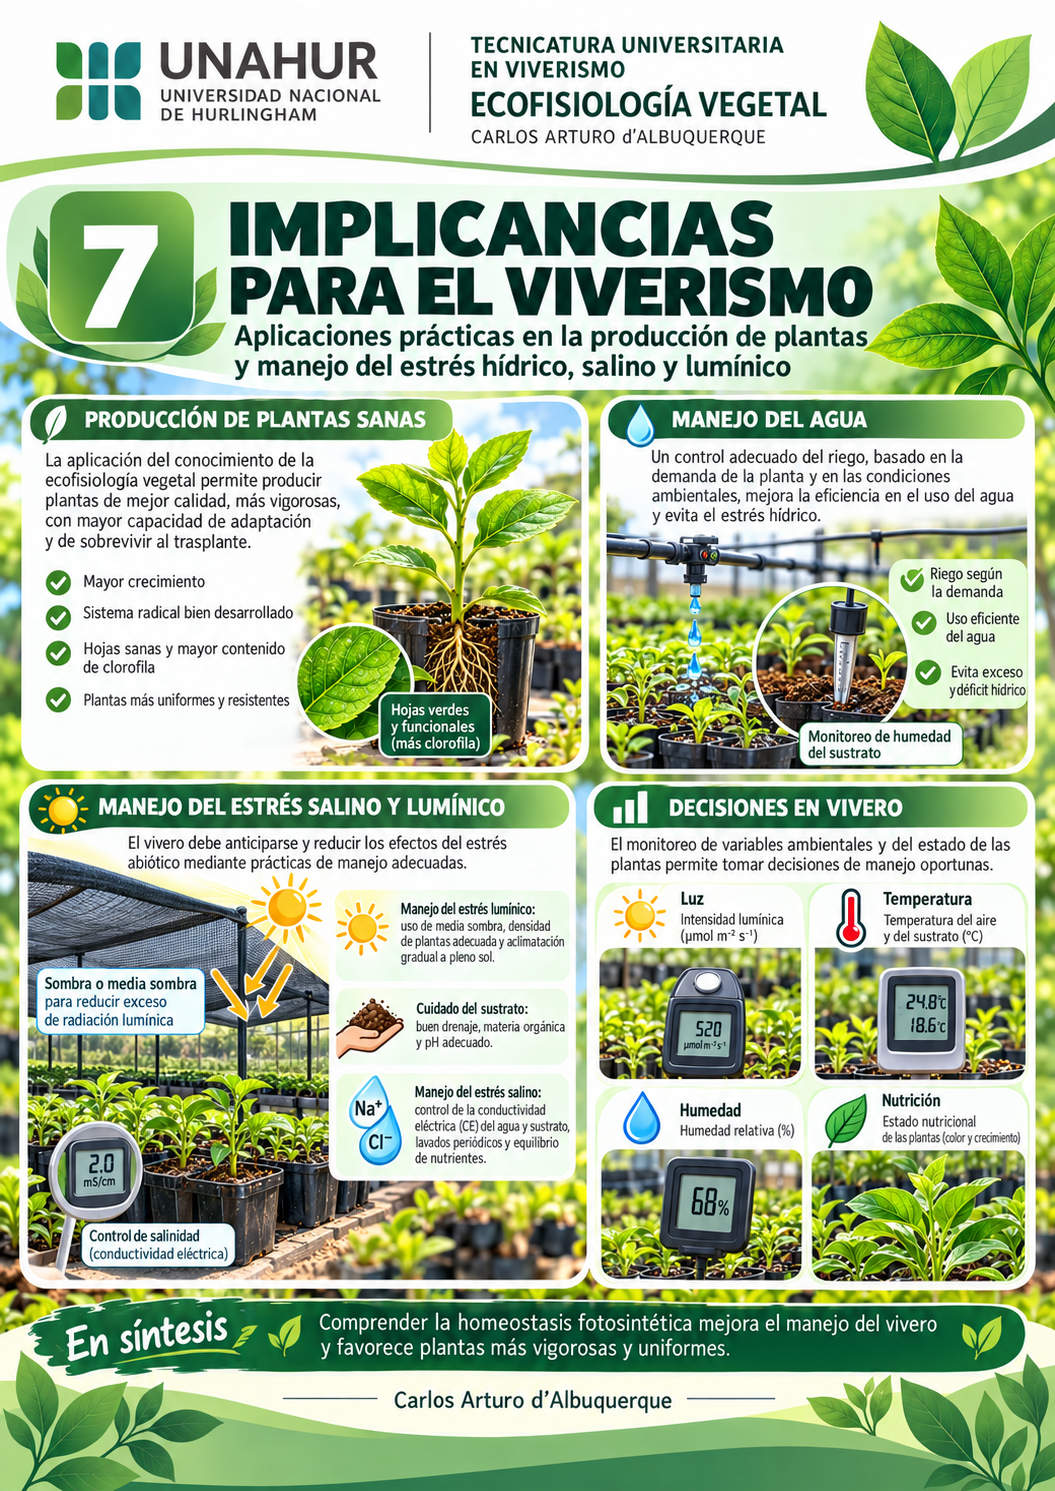 UNAHUR
UNIVERSIDAD NACIONAL
DE HURLINGHAM
TECNICATURA UNIVERSITARIA
EN VIVERISMO
ECOFISIOLOGÍA VEGETAL
CARLOS ARTURO d'ALBUQUERQUE
7
IMPLICANCIAS
PARA EL VIVERISMO
Aplicaciones prácticas en la producción de plantas
y manejo del estrés hídrico, salino y lumínico
PRODUCCIÓN DE PLANTAS SANAS
La aplicación del conocimiento de la
ecofisiología vegetal permite producir
plantas de mejor calidad, más vigorosas,
con mayor capacidad de adaptación
y de sobrevivir al trasplante.
Mayor crecimiento
Sistema radical bien desarrollado
Hojas sanas y mayor contenido
de clorofila
Plantas más uniformes y resistentes
Hojas verdes
y funcionales
(más clorofila)
MANEJO DEL AGUA
Un control adecuado del riego, basado en la
demanda de la planta y en las condiciones
ambientales, mejora la eficiencia en el uso del agua
y evita el estrés hídrico.
Riego según
la demanda
Uso eficiente
del agua
Evita exceso
y déficit hídrico
Monitoreo de humedad
del sustrato
MANEJO DEL ESTRÉS SALINO Y LUMÍNICO
El vivero debe anticiparse y reducir los efectos del estrés
abiótico mediante prácticas de manejo adecuadas.
Sombra o media sombra
para reducir exceso
de radiación lumínica
Manejo del estrés lumínico:
uso de media sombra, densidad
de plantas adecuada y aclimatación
gradual a pleno sol.
Cuidado del sustrato:
buen drenaje, materia orgánica
y pH adecuado.
Na⁺
Cl⁻
Manejo del estrés salino:
control de la conductividad
eléctrica (CE) del agua y sustrato,
lavados periódicos y equilibrio
de nutrientes.
2.0
mS/cm
Control de salinidad
(conductividad eléctrica)
DECISIONES EN VIVERO
El monitoreo de variables ambientales y del estado de las
plantas permite tomar decisiones de manejo oportunas.
Luz
Intensidad lumínica
(µmol m⁻² s⁻¹)
520
µmol m⁻² s⁻¹
Temperatura
Temperatura del aire
y del sustrato (°C)
24.8°C
18.6°C
Humedad
Humedad relativa (%)
68%
Nutrición
Estado nutricional
de las plantas (color y crecimiento)
En síntesis
Comprender la homeostasis fotosintética mejora el manejo del vivero
y favorece plantas más vigorosas y uniformes.
Carlos Arturo d'Albuquerque